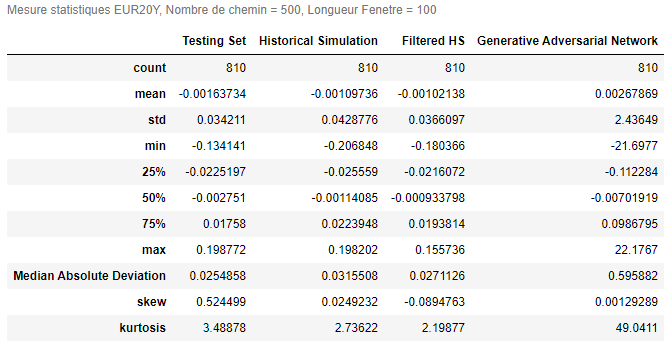 Mesure statistiques EUR20Y, Nombre de chemin = 500, Longueur Fenetre = 100
Testing Set Historical Simulation Filtered HS Generative Adversarial Network
count 810 810 810 810
mean -0.00163734 -0.00109736 -0.00102138 0.00267869
std 0.034211 0.0428776 0.0366097 2.43649
min -0.134141 -0.206848 -0.180366 -21.6977
25% -0.0225197 -0.025559 -0.0216072 -0.112284
50% -0.002751 -0.00114085 -0.000933798 -0.00701919
75% 0.01758 0.0223948 0.0193814 0.0986795
max 0.198772 0.198202 0.155736 22.1767
Median Absolute Deviation 0.0254858 0.0315508 0.0271126 0.595882
skew 0.524499 0.0249232 -0.0894763 0.00129289
kurtosis 3.48878 2.73622 2.19877 49.0411